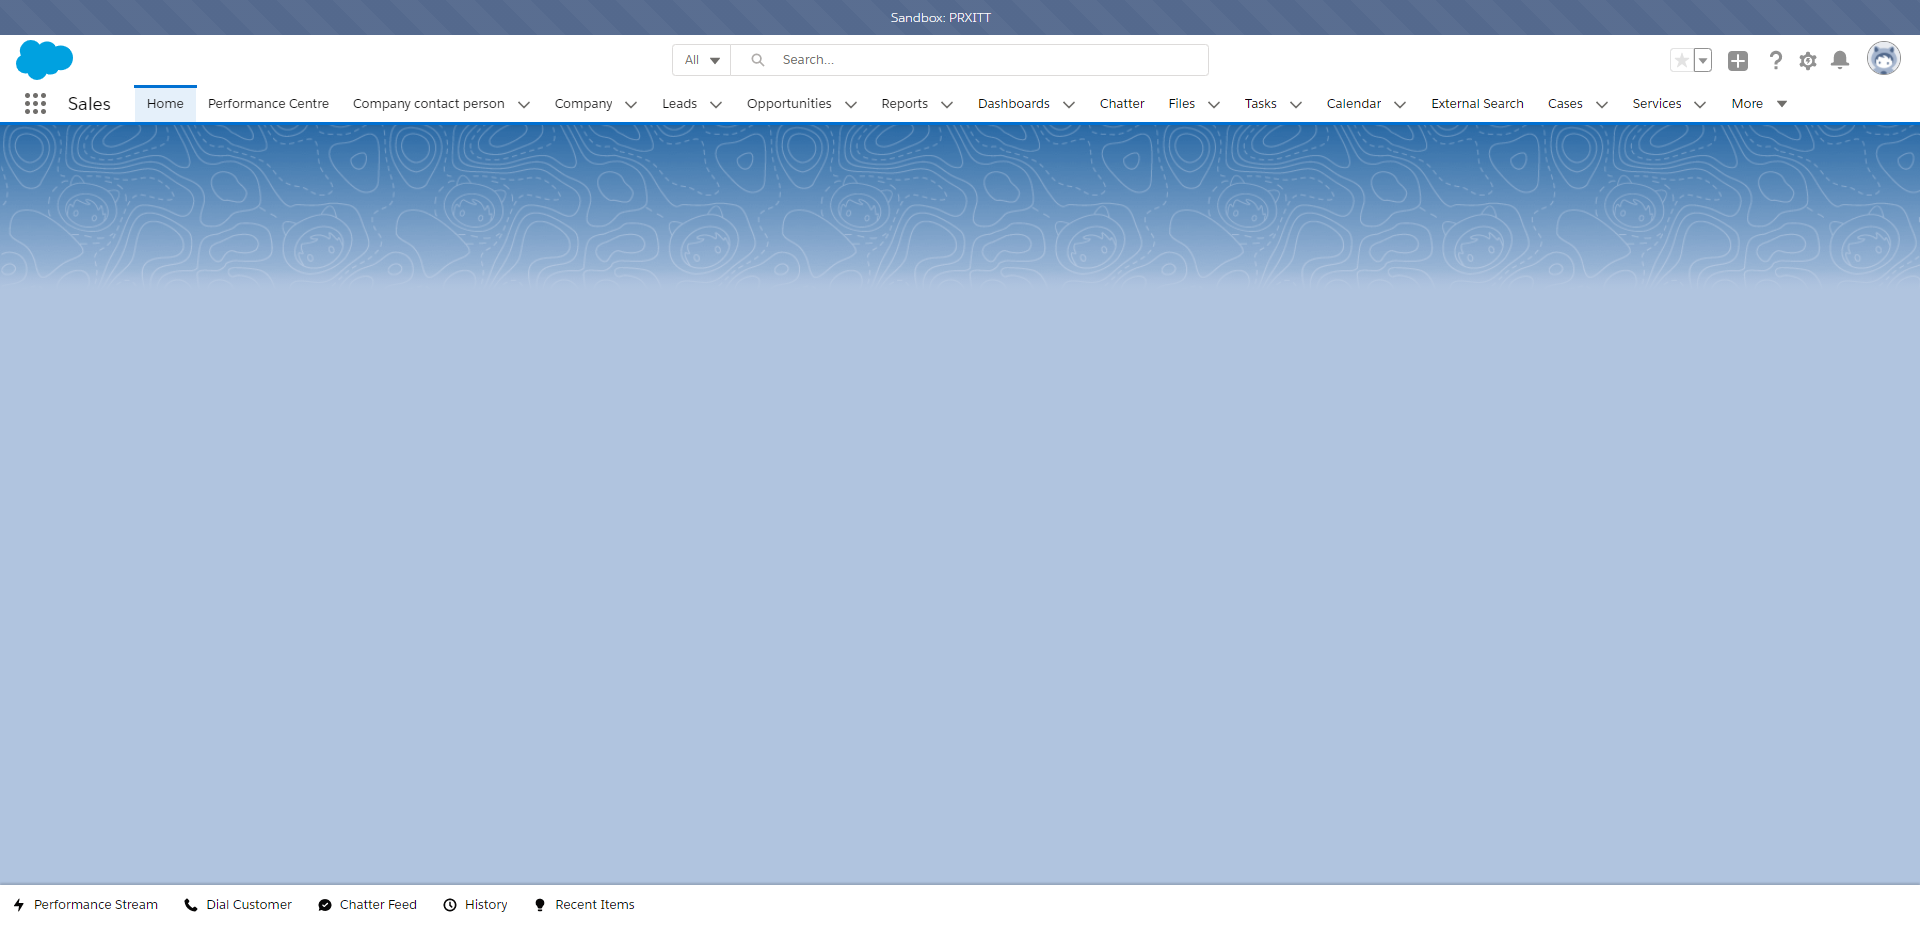 Sandbox: PRXITT
All
Search...
Sales
Home
Performance Centre
Company contact person
Company
Leads
Opportunities
Reports
Dashboards
Chatter
Files
Tasks
Calendar
External Search
Cases
Services
More
Performance Stream
Dial Customer
Chatter Feed
History
Recent Items